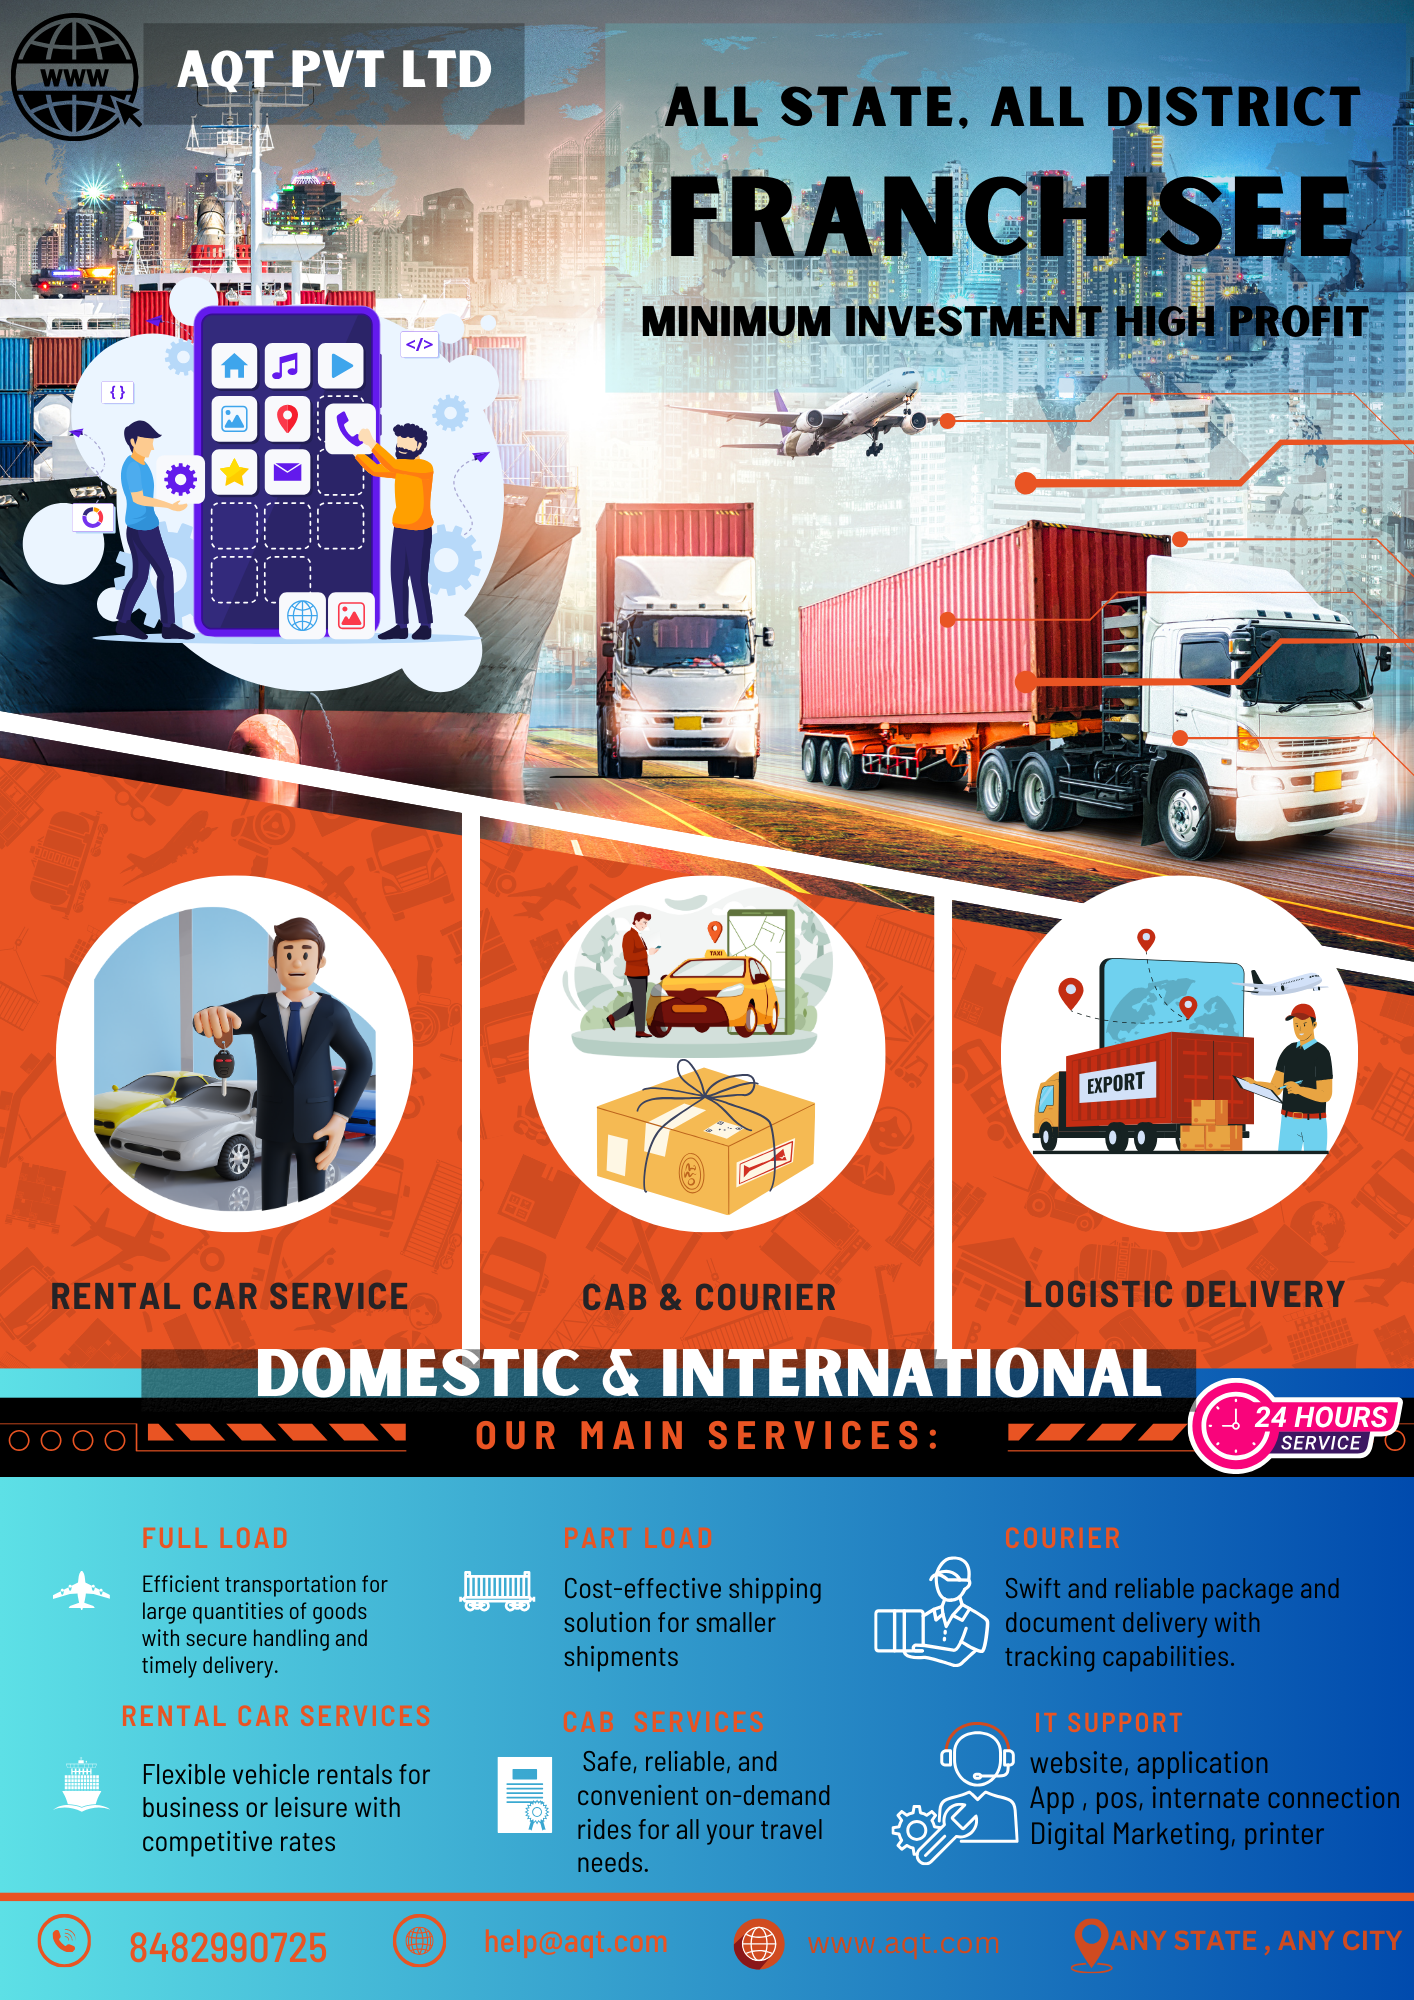 WWW
AQT PVT LTD
ALL STATE, ALL DISTRICT
FRANCHISEE
MINIMUM INVESTMENT HIGH PROFIT
</>
{ }
TAXI
EXPORT
RENTAL CAR SERVICE
CAB & COURIER
LOGISTIC DELIVERY
DOMESTIC & INTERNATIONAL
OUR MAIN SERVICES:
24 HOURS
SERVICE
FULL LOAD
Efficient transportation for
large quantities of goods
with secure handling and
timely delivery.
PART LOAD
Cost-effective shipping
solution for smaller
shipments
COURIER
Swift and reliable package and
document delivery with
tracking capabilities.
RENTAL CAR SERVICES
Flexible vehicle rentals for
business or leisure with
competitive rates
CAB SERVICES
Safe, reliable, and
convenient on-demand
rides for all your travel
needs.
IT SUPPORT
website, application
App , pos, internate connection
Digital Marketing, printer
8482990725
help@aqt.com
www.aqt.com
ANY STATE , ANY CITY